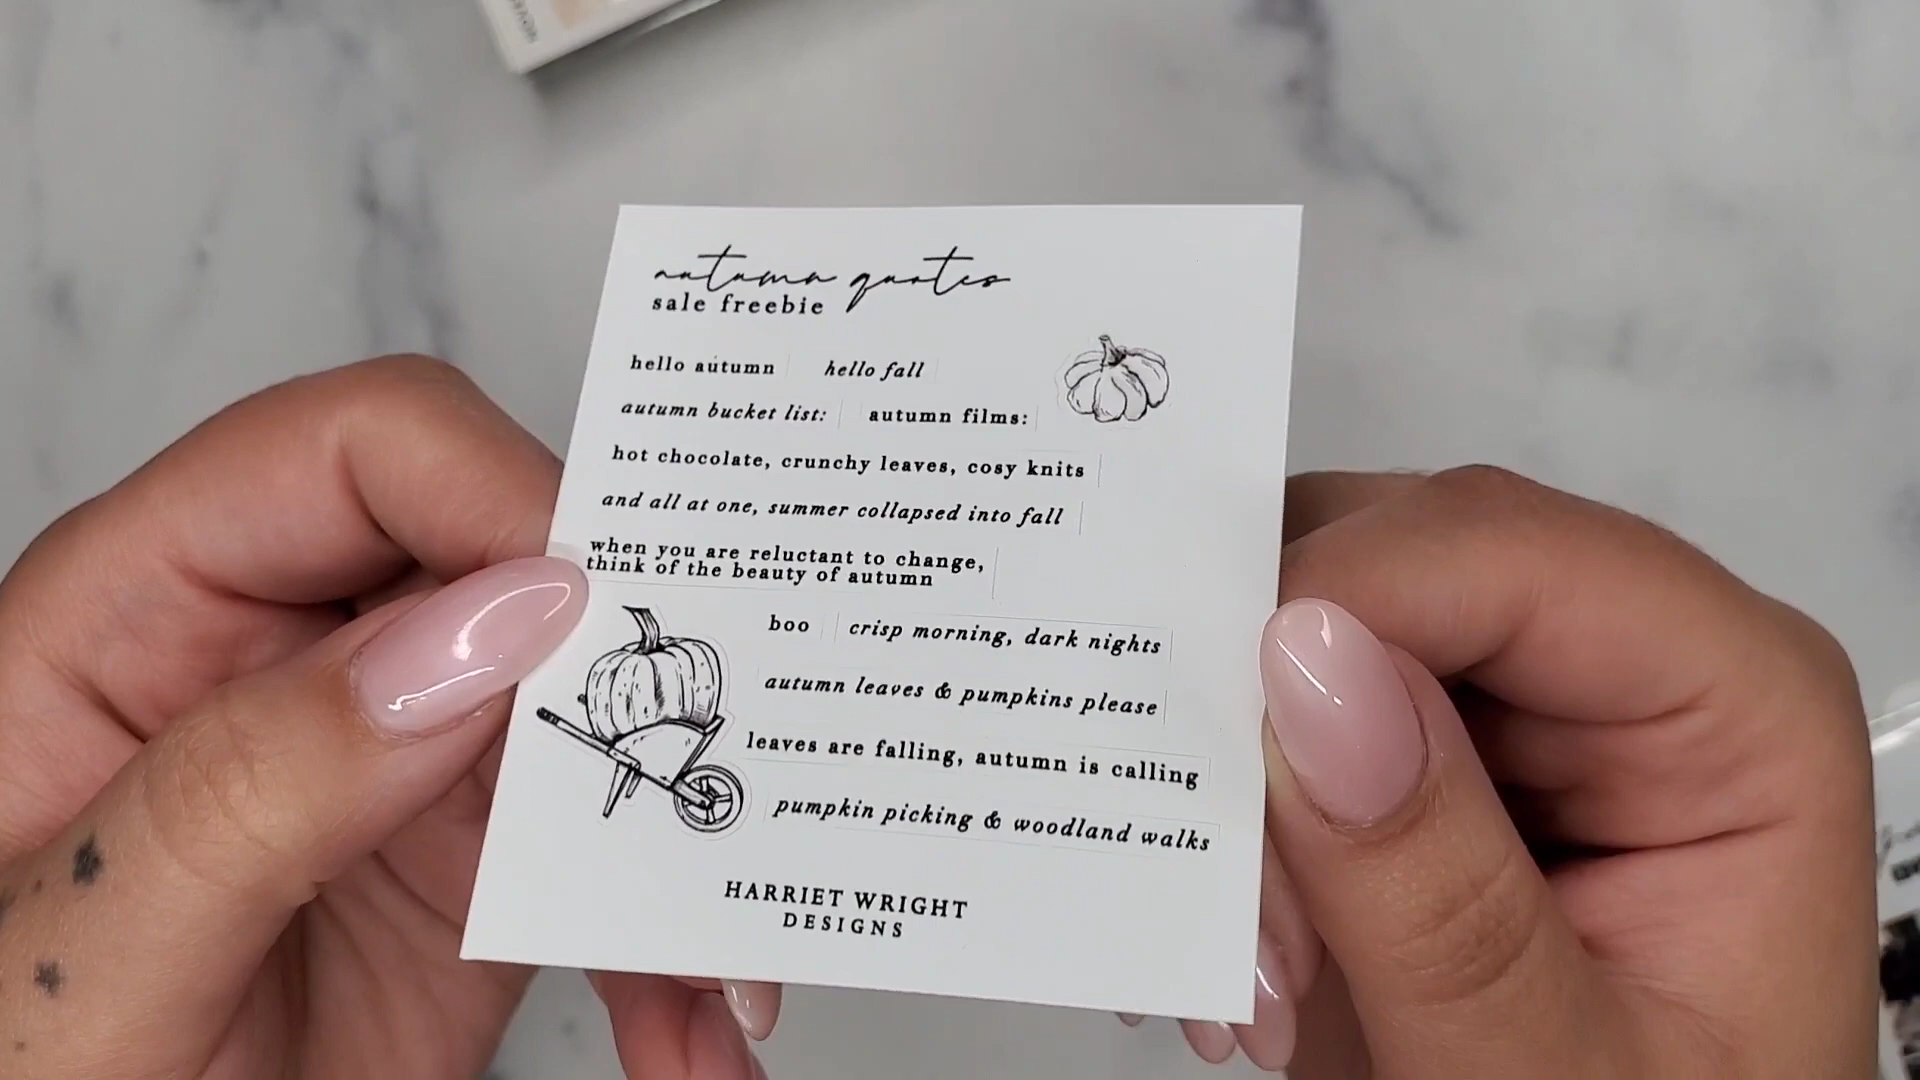 autumn quotes
sale freebie
hello autumn
hello fall
autumn bucket list:
autumn films:
hot chocolate, crunchy leaves, cosy knits
and all at one, summer collapsed into fall
when you are reluctant to change,
think of the beauty of autumn
boo
crisp morning, dark nights
autumn leaves & pumpkins please
leaves are falling, autumn is calling
pumpkin picking & woodland walks
HARRIET WRIGHT
DESIGNS